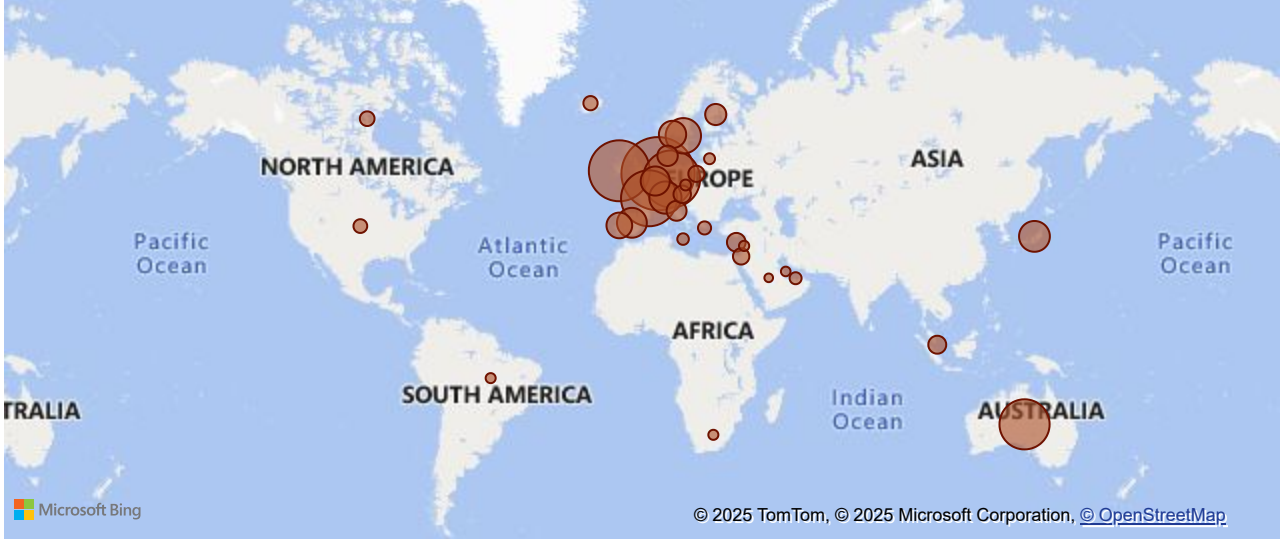 NORTH AMERICA
EUROPE
ASIA
Pacific
Ocean
Atlantic
Ocean
Pacific
Ocean
AFRICA
SOUTH AMERICA
Indian
Ocean
TRALIA
AUSTRALIA
Microsoft Bing
© 2025 TomTom, © 2025 Microsoft Corporation, © OpenStreetMap